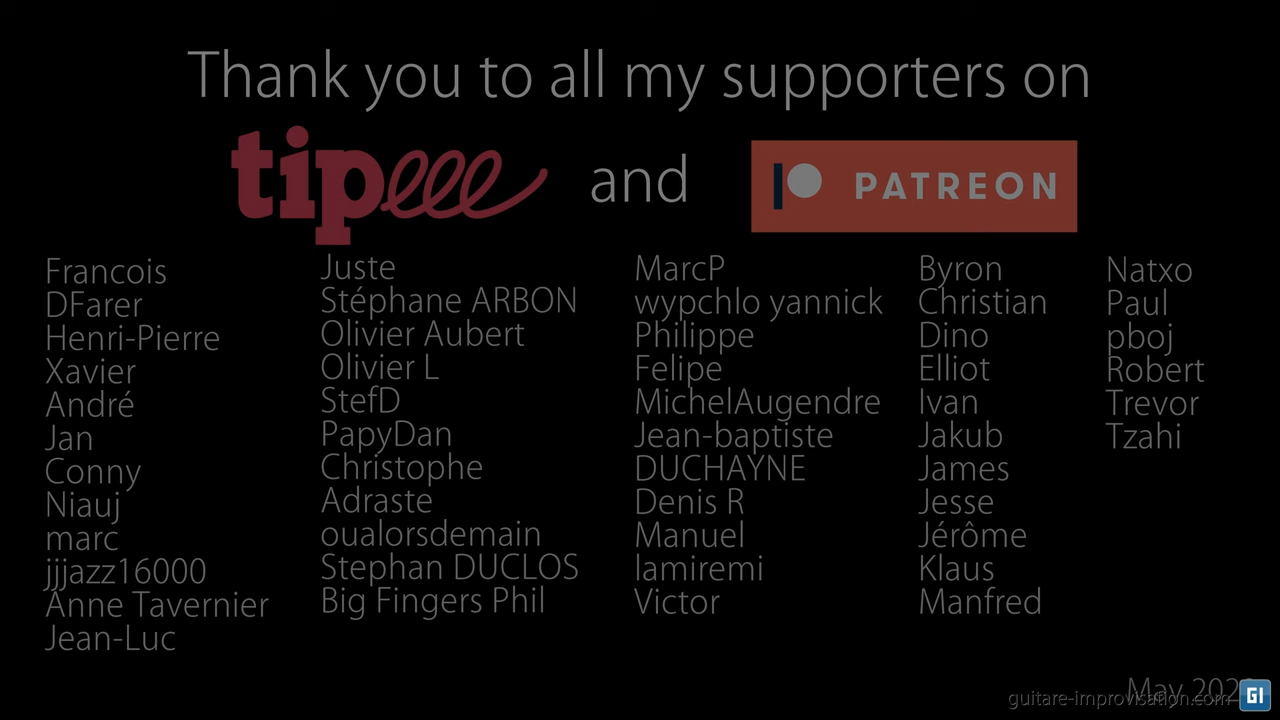 Thank you to all my supporters on
tipeee and PATREON
Francois
DFarer
Henri-Pierre
Xavier
André
Jan
Conny
Niauj
marc
jjjazz16000
Anne Tavernier
Jean-Luc
Juste
Stéphane ARBON
Olivier Aubert
Olivier L
StefD
PapyDan
Christophe
Adraste
oualorsdemain
Stephan DUCLOS
Big Fingers Phil
MarcP
wypchlo yannick
Philippe
Felipe
MichelAugendre
Jean-baptiste
DUCHAYNE
Denis R
Manuel
lamiremi
Victor
Byron
Christian
Dino
Elliot
Ivan
Jakub
James
Jesse
Jérôme
Klaus
Manfred
Natxo
Paul
pboj
Robert
Trevor
Tzahi
May
guitare-improvisation.com
GI